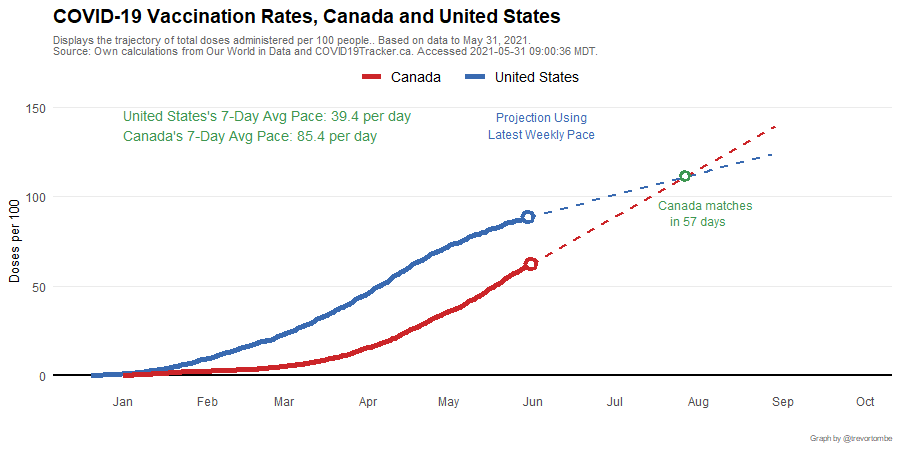 COVID-19 Vaccination Rates, Canada and United States
Displays the trajectory of total doses administered per 100 people.. Based on data to May 31, 2021.
Source: Own calculations from Our World in Data and COVID19Tracker.ca. Accessed 2021-05-31 09:00:36 MDT.
Canada United States
United States's 7-Day Avg Pace: 39.4 per day
Canada's 7-Day Avg Pace: 85.4 per day
Projection Using
Latest Weekly Pace
Canada matches
in 57 days
Doses per 100
150
100
50
0
Jan Feb Mar Apr May Jun Jul Aug Sep Oct
Graph by @trevortombe